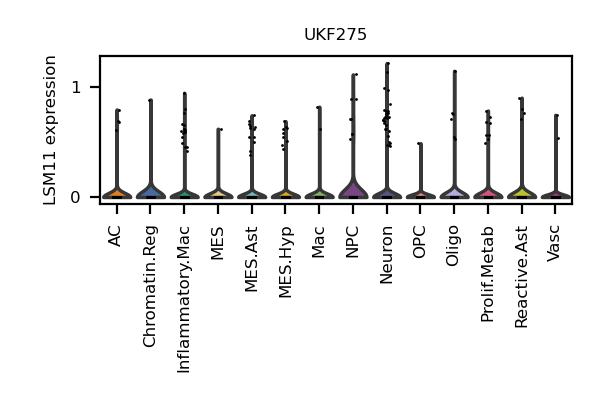 UKF275
LSM11 expression
1
0
AC
Chromatin.Reg
Inflammatory.Mac
MES
MES.Ast
MES.Hyp
Mac
NPC
Neuron
OPC
Oligo
Prolif.Metab
Reactive.Ast
Vasc